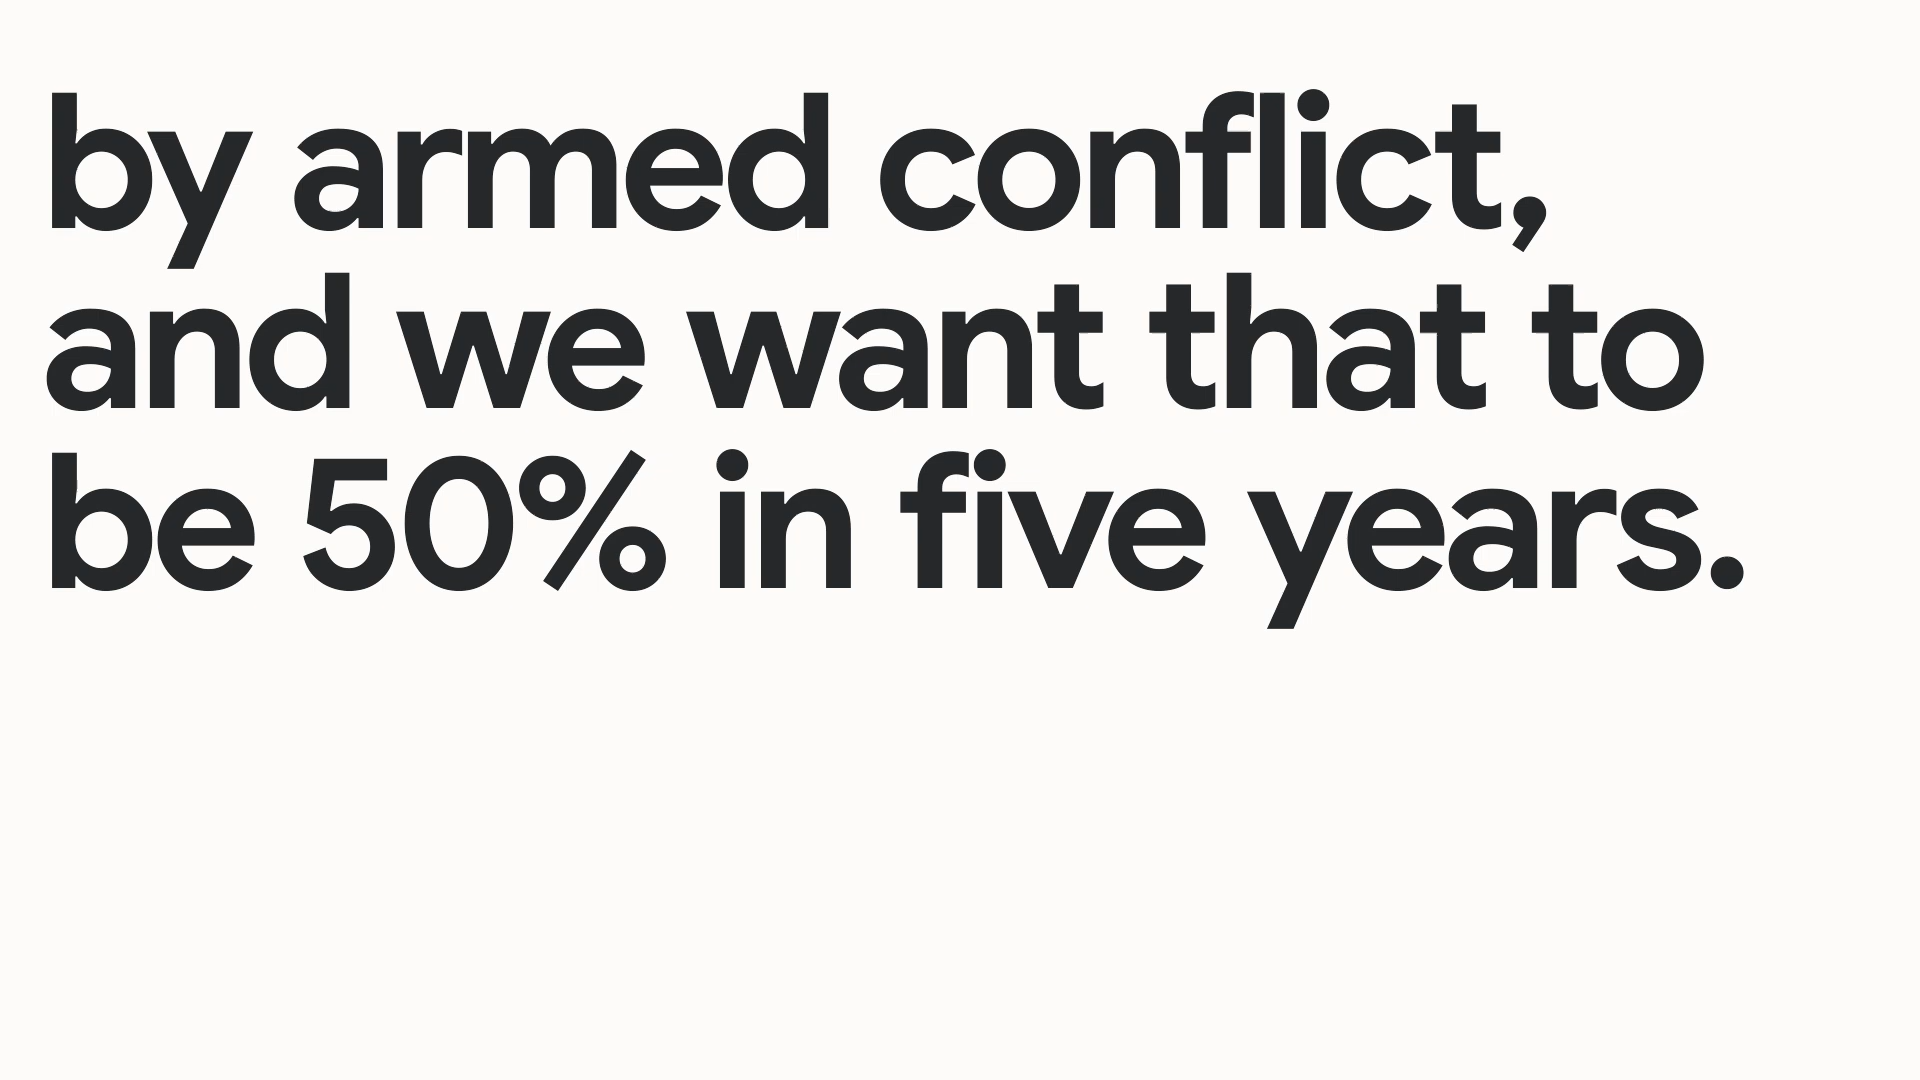 by armed conflict,
and we want that to
be 50% in five years.